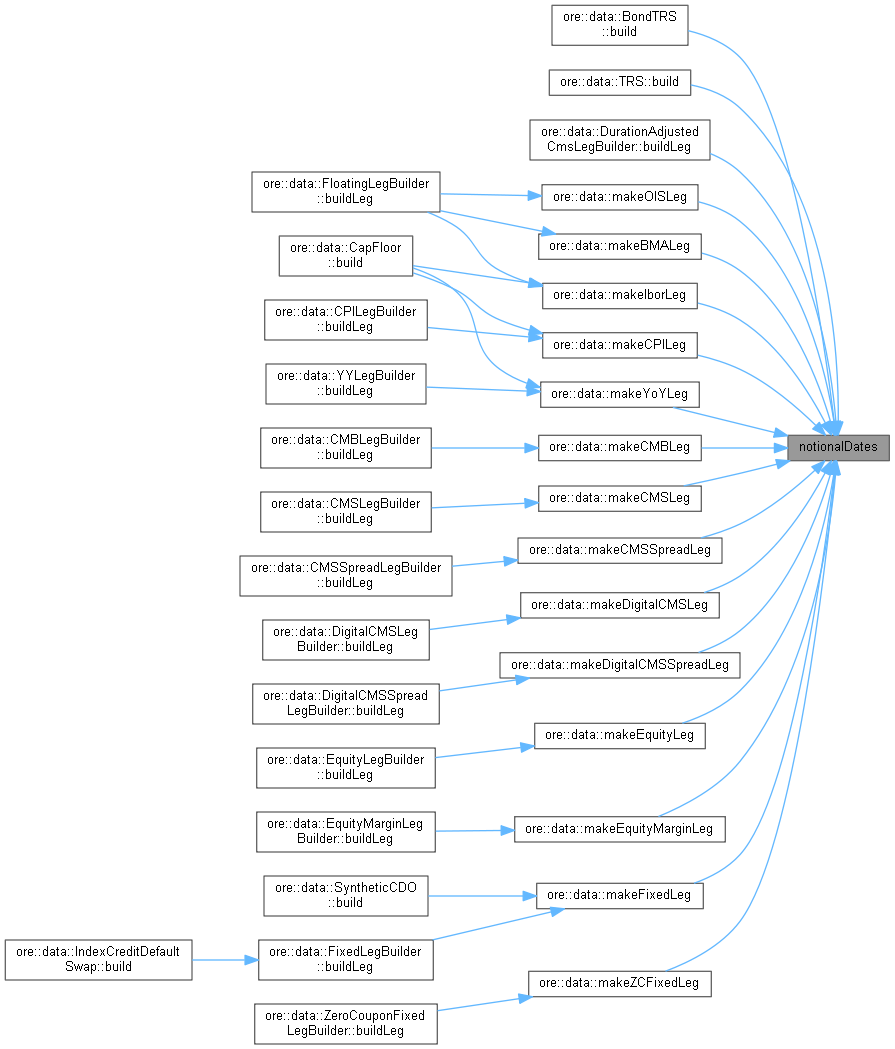 ore::data::BondTRS
::build
ore::data::TRS::build
ore::data::DurationAdjusted
CmsLegBuilder::buildLeg
ore::data::FloatingLegBuilder
::buildLeg
ore::data::makeOISLeg
ore::data::CapFloor
::build
ore::data::makeBMALeg
ore::data::makeIborLeg
ore::data::CPILegBuilder
::buildLeg
ore::data::makeCPILeg
ore::data::YYLegBuilder
::buildLeg
ore::data::makeYoYLeg
ore::data::CMBLegBuilder
::buildLeg
ore::data::makeCMBLeg
notionalDates
ore::data::CMSLegBuilder
::buildLeg
ore::data::makeCMSLeg
ore::data::CMSSpreadLegBuilder
::buildLeg
ore::data::makeCMSSpreadLeg
ore::data::DigitalCMSLeg
Builder::buildLeg
ore::data::makeDigitalCMSLeg
ore::data::DigitalCMSSpread
LegBuilder::buildLeg
ore::data::makeDigitalCMSSpreadLeg
ore::data::EquityLegBuilder
::buildLeg
ore::data::makeEquityLeg
ore::data::EquityMarginLeg
Builder::buildLeg
ore::data::makeEquityMarginLeg
ore::data::SyntheticCDO
::build
ore::data::makeFixedLeg
ore::data::IndexCreditDefault
Swap::build
ore::data::FixedLegBuilder
::buildLeg
ore::data::makeZCFixedLeg
ore::data::ZeroCouponFixed
LegBuilder::buildLeg